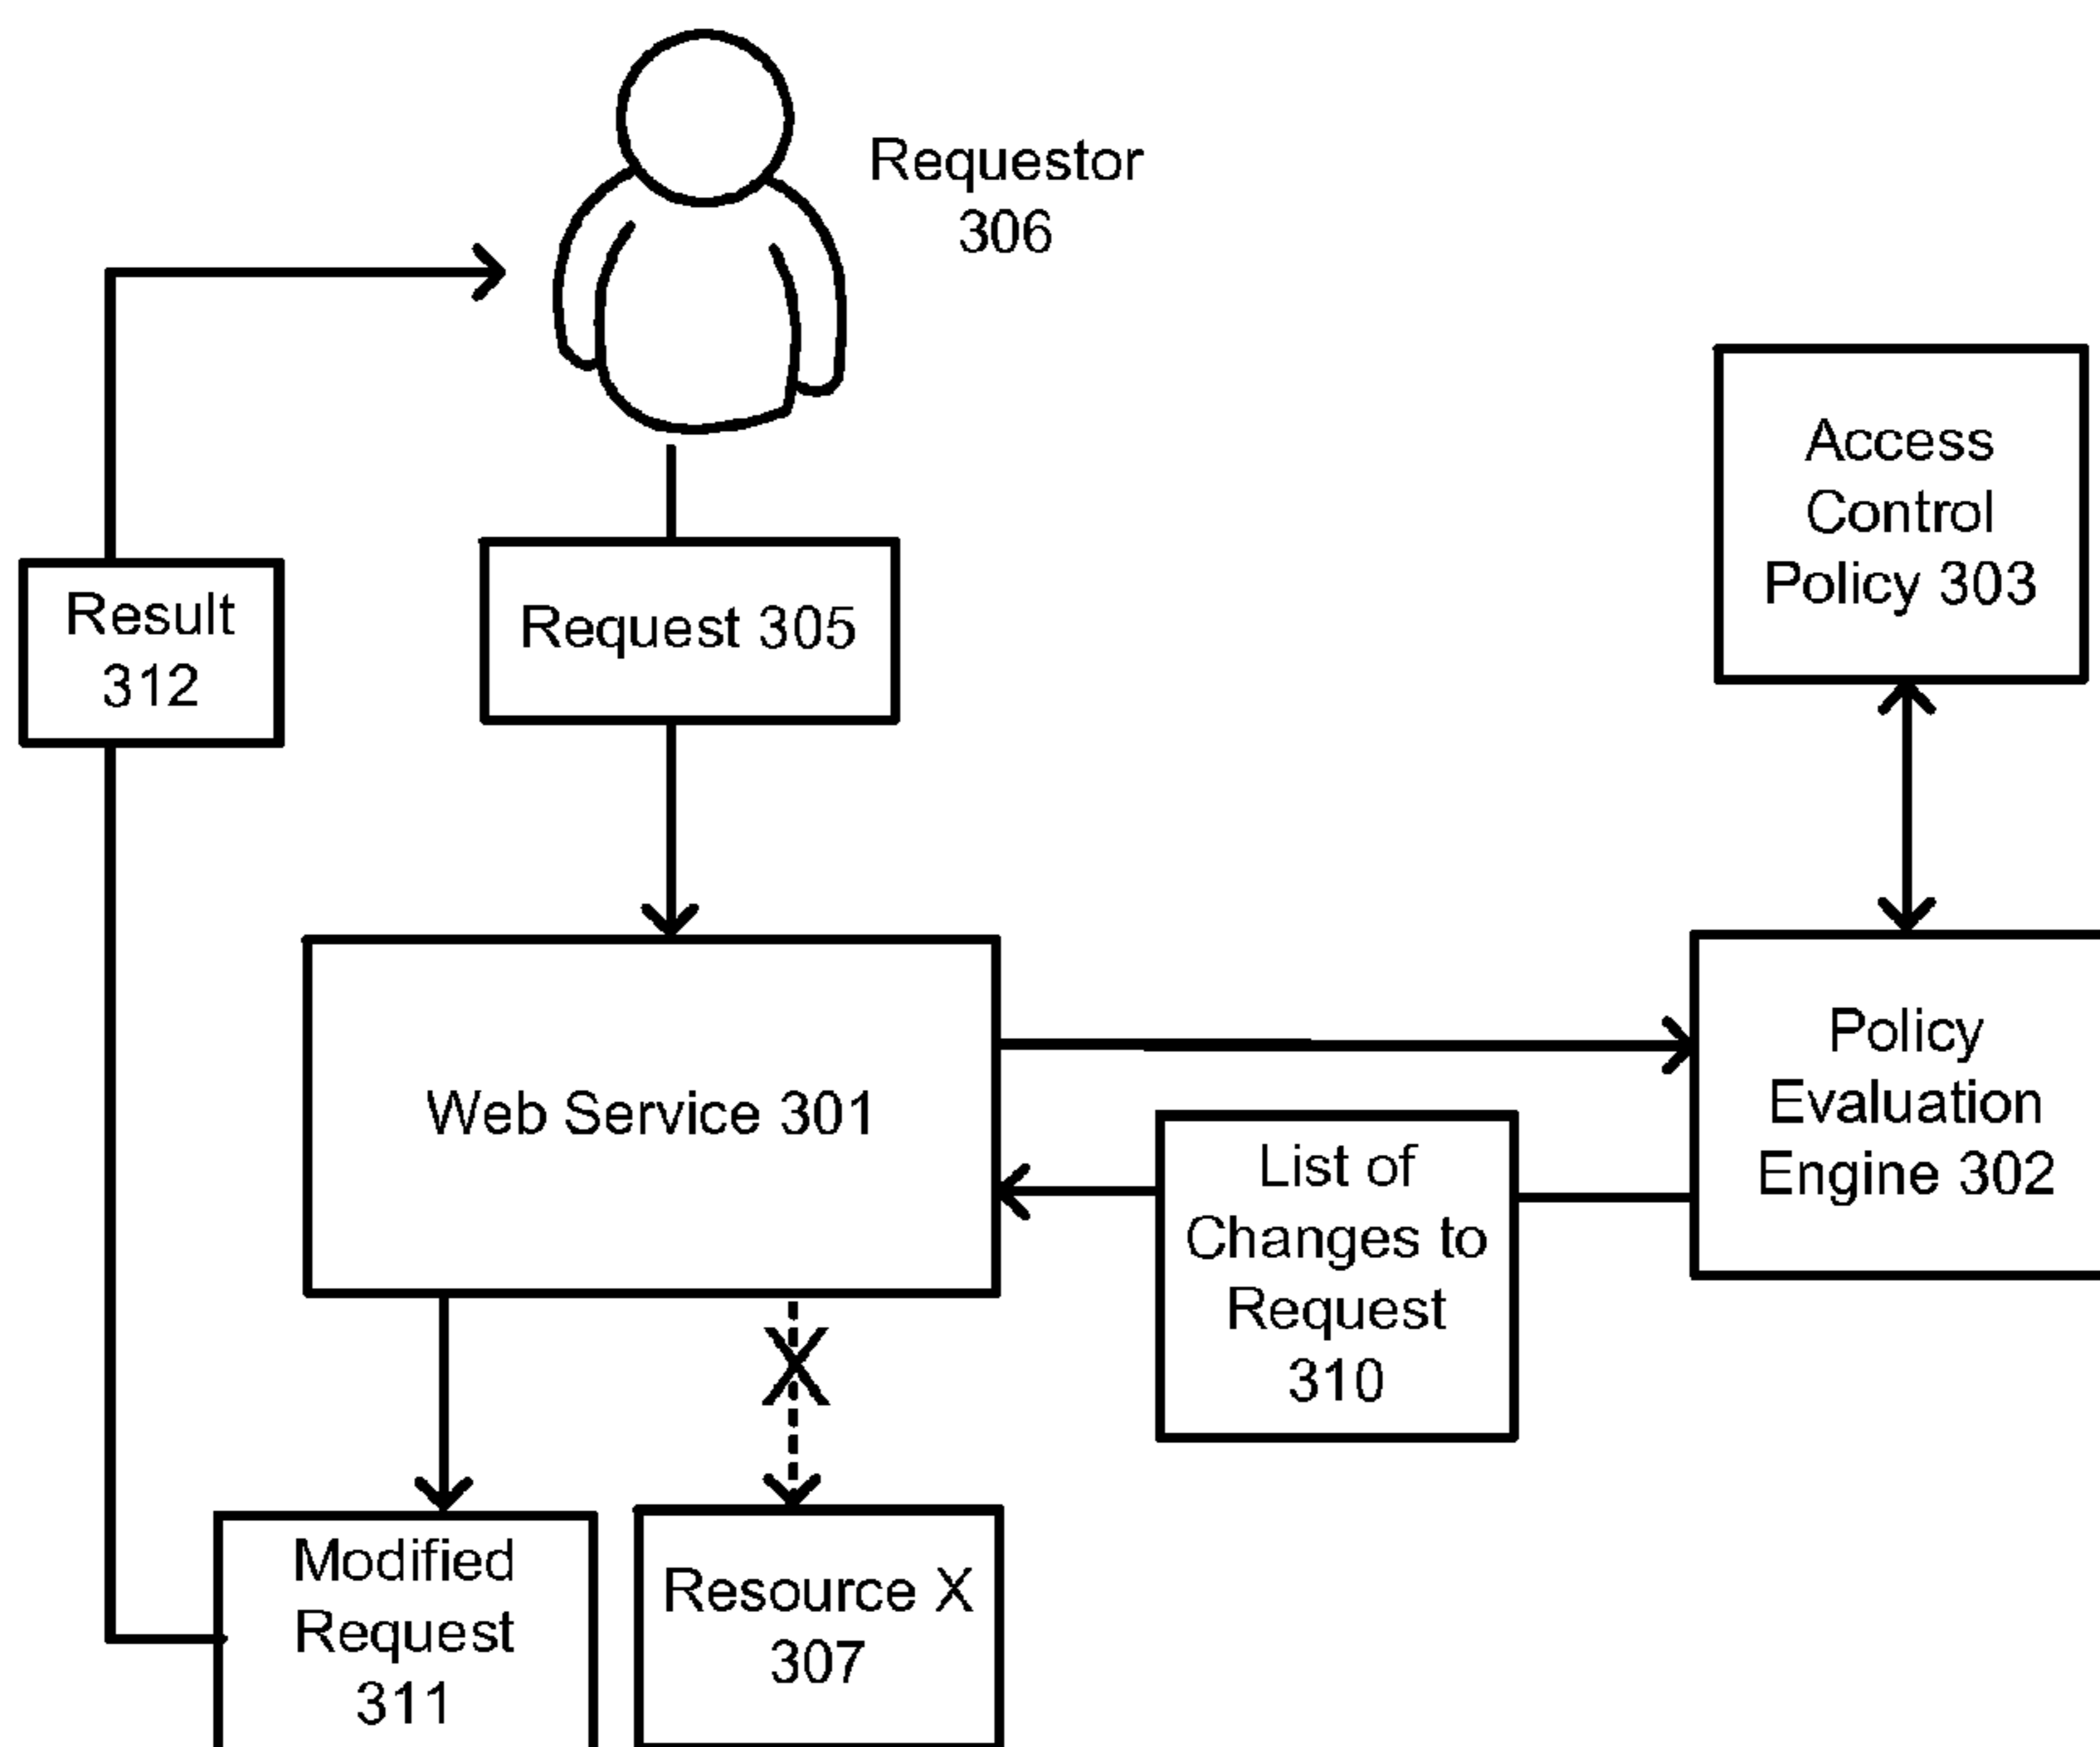 Requestor
306
Access
Control
Policy 303
Result
312
Request 305
Web Service 301
Policy
Evaluation
Engine 302
List of
Changes to
Request
310
X
Modified
Request
311
Resource X
307